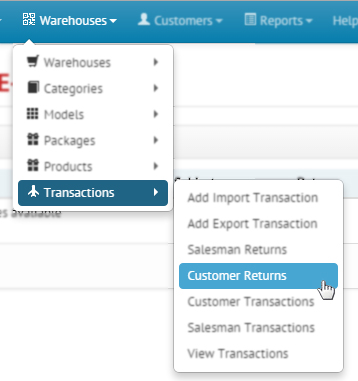 Warehouses Customers Reports Help
Warehouses
Categories
Models
Packages
Products
Transactions
es available
Add Import Transaction
Add Export Transaction
Salesman Returns
Customer Returns
Customer Transactions
Salesman Transactions
View Transactions